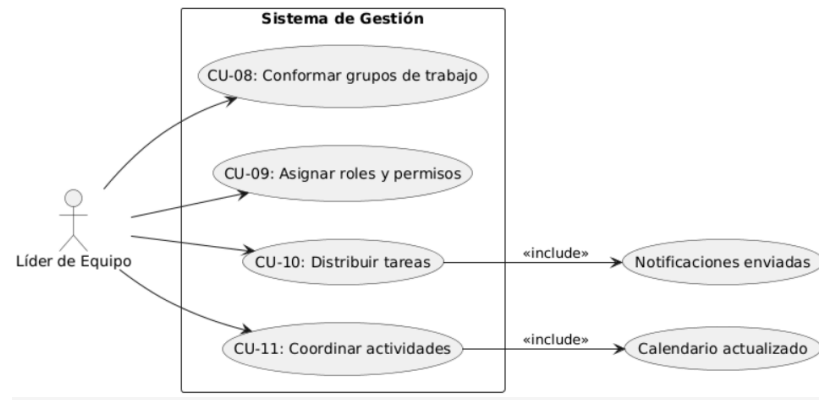 Sistema de Gestión
CU-08: Conformar grupos de trabajo
CU-09: Asignar roles y permisos
Líder de Equipo
CU-10: Distribuir tareas
«include»
Notificaciones enviadas
CU-11: Coordinar actividades
«include»
Calendario actualizado